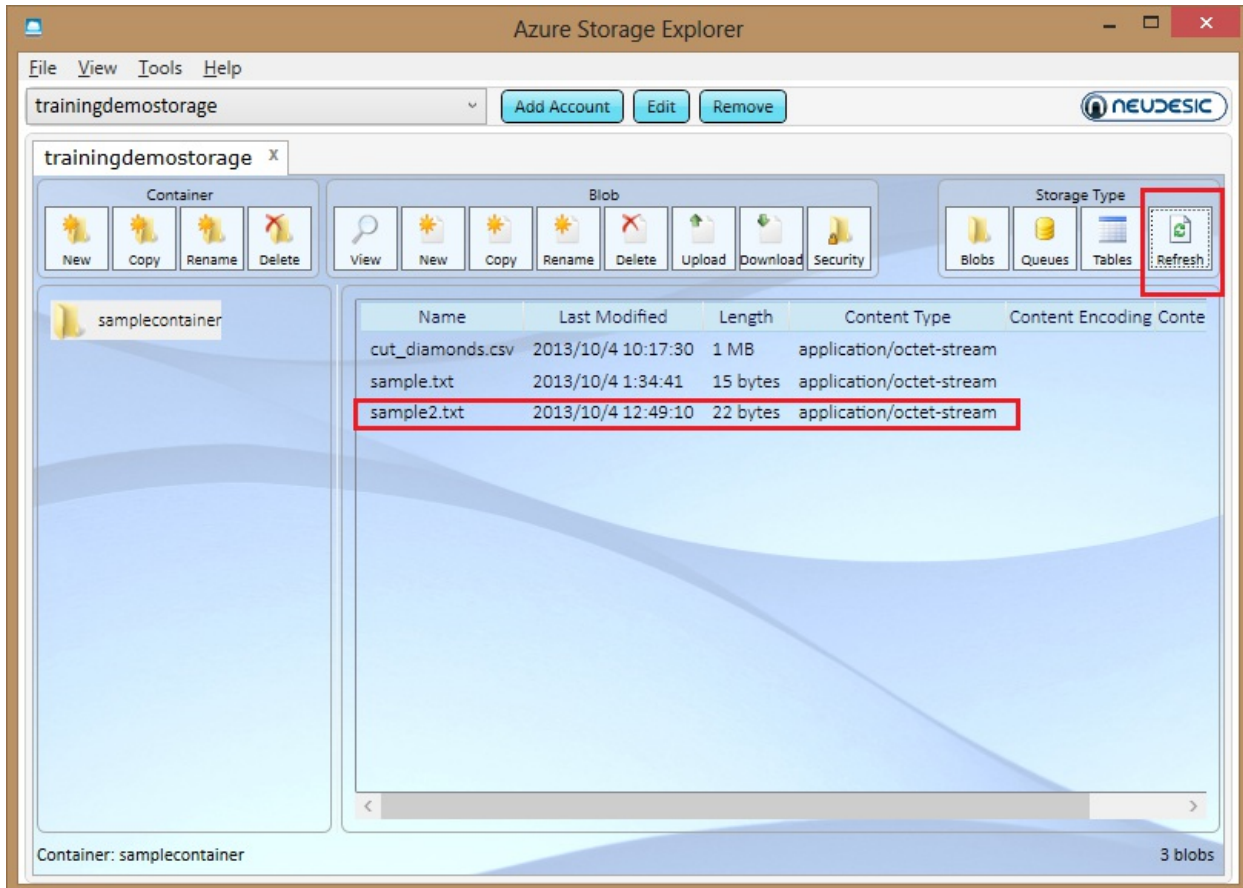 Azure Storage Explorer
File View Tools Help
trainingdemostorage Add Account Edit Remove NEUDESIC
trainingdemostorage x
Container Blob Storage Type
New Copy Rename Delete View New Copy Rename Delete Upload Download Security Blobs Queues Tables Refresh
samplecontainer
Name Last Modified Length Content Type Content Encoding Conte
cut_diamonds.csv 2013/10/4 10:17:30 1 MB application/octet-stream
sample.txt 2013/10/4 1:34:41 15 bytes application/octet-stream
sample2.txt 2013/10/4 12:49:10 22 bytes application/octet-stream
Container: samplecontainer 3 blobs